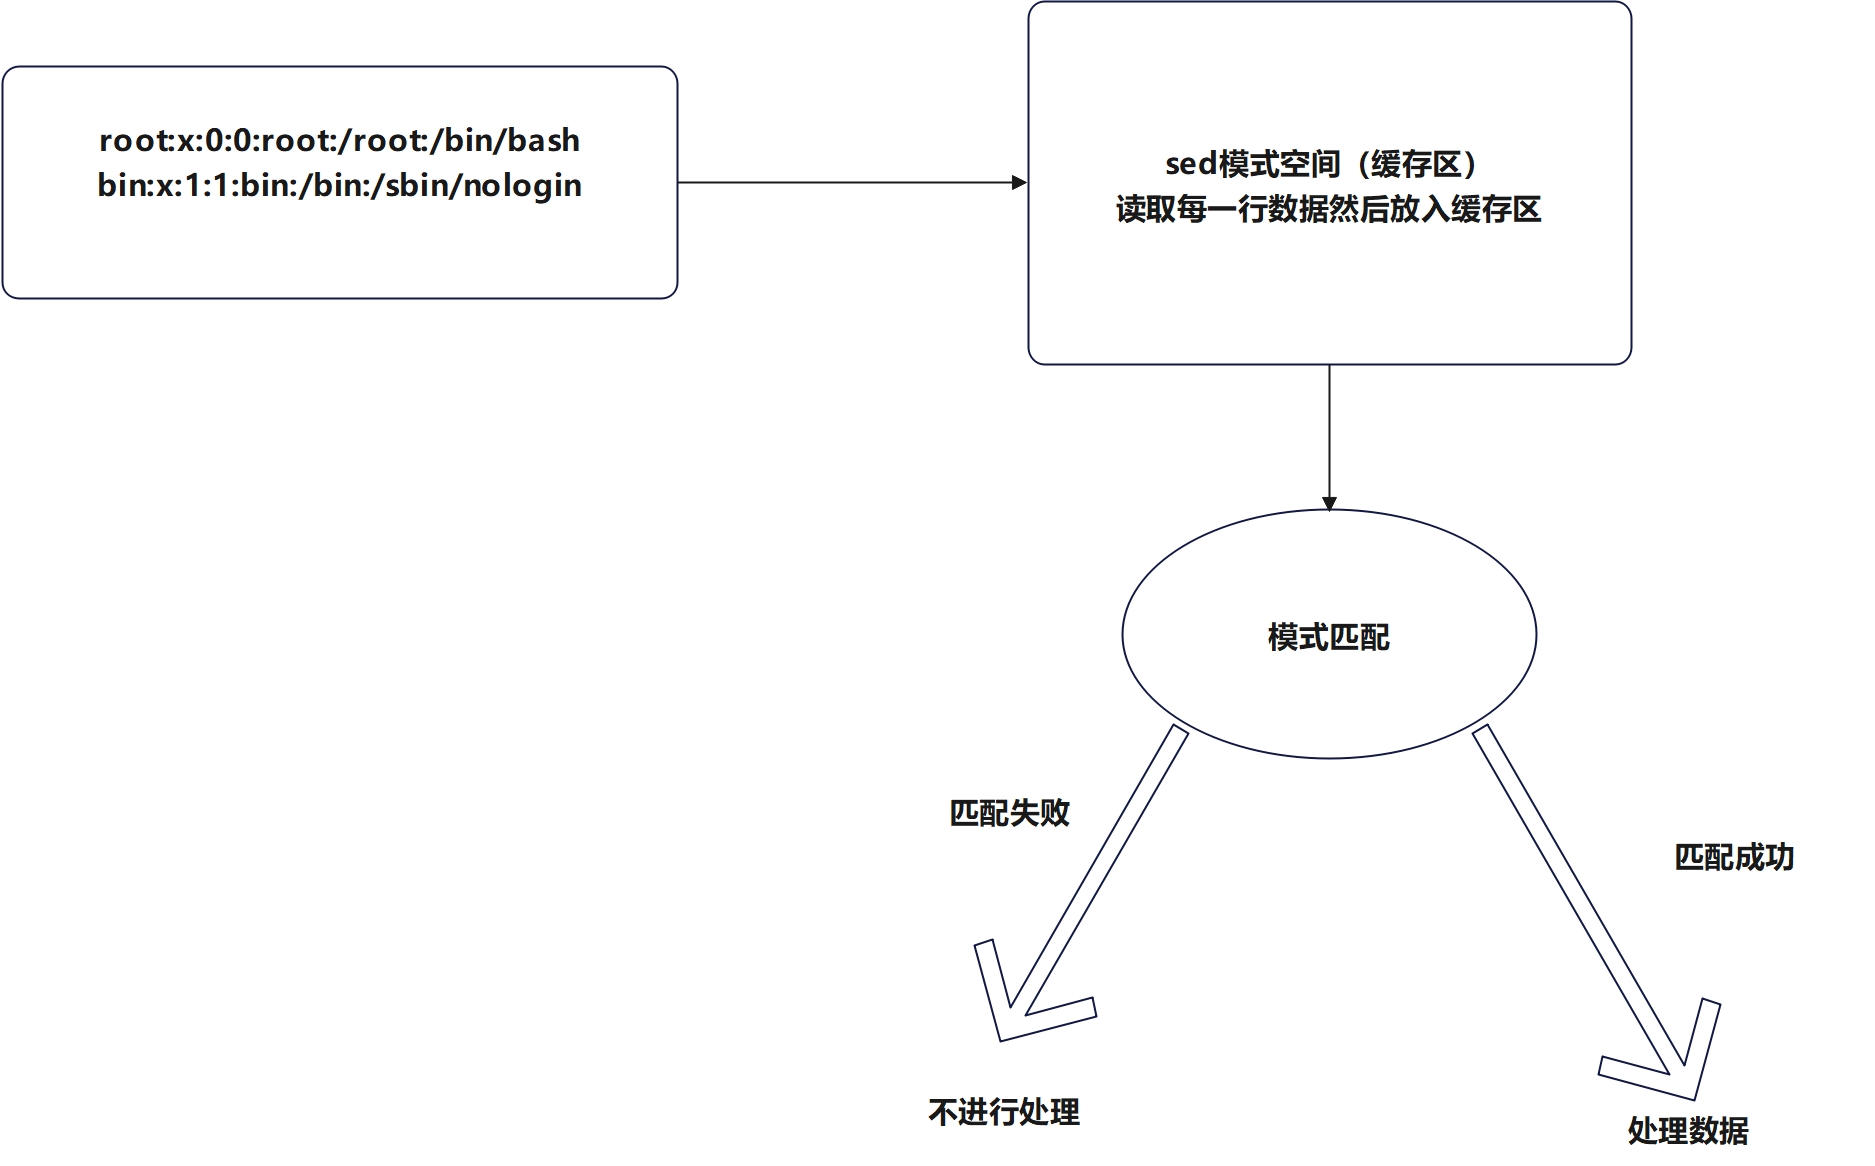 root:x:0:0:root:/root:/bin/bash
bin:x:1:1:bin:/bin:/sbin/nologin
sed模式空间（缓存区）
读取每一行数据然后放入缓存区
模式匹配
匹配失败
匹配成功
不进行处理
处理数据